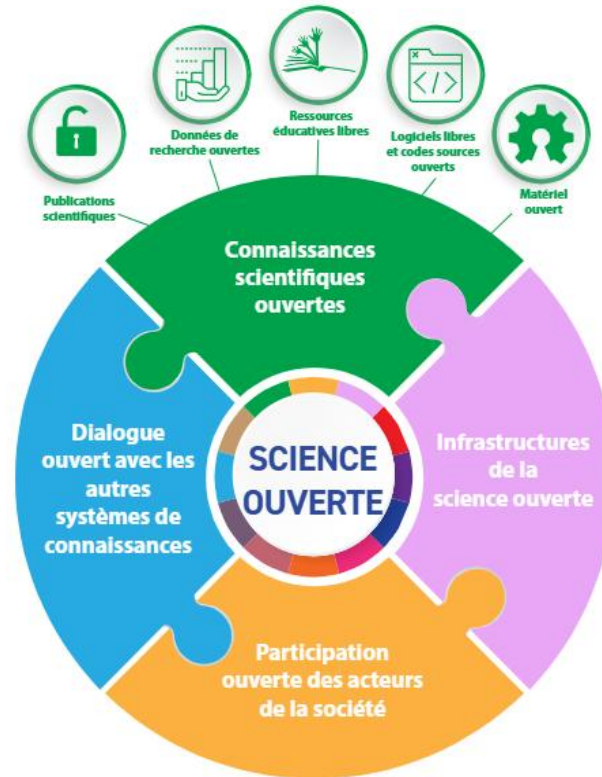 Publications
scientifiques
Données de
recherche ouvertes
Ressources
éducatives libres
</>
Logiciels libres
et codes sources
ouverts
Matériel
ouvert
Connaissances
scientifiques
ouvertes
Dialogue
ouvert avec les
autres
systèmes de
connaissances
SCIENCE
OUVERTE
Infrastructures
de la
science ouverte
Participation
ouverte des acteurs
de la société